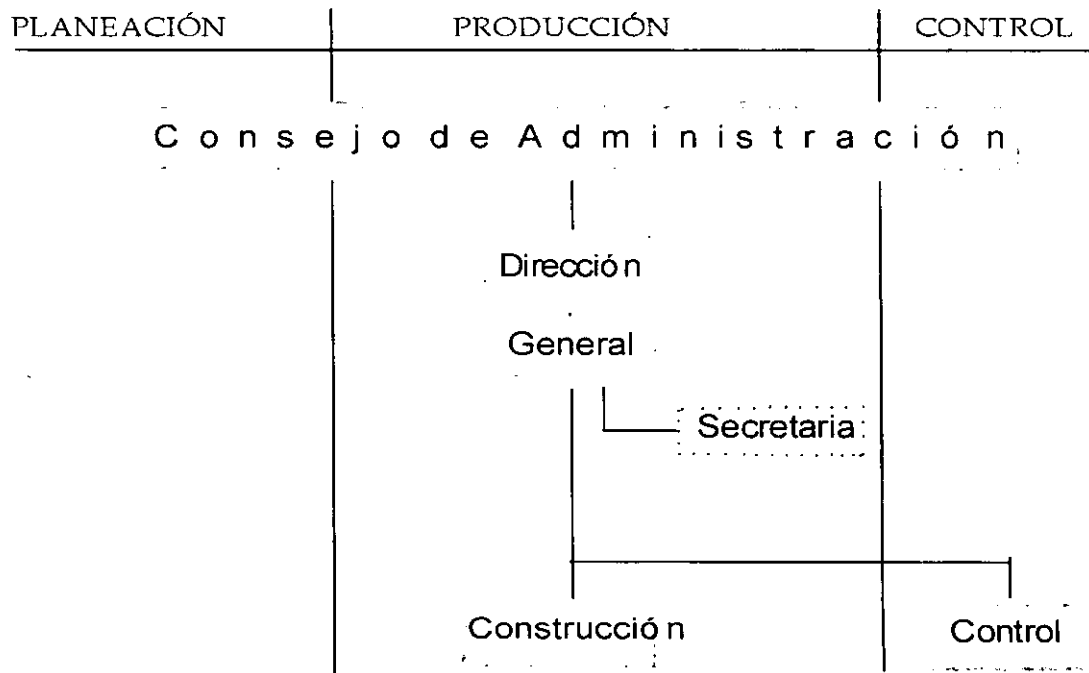 PLANEACIÓN PRODUCCIÓN CONTROL
Consejo de Administración
Dirección
General
Secretaria
Construcción Control